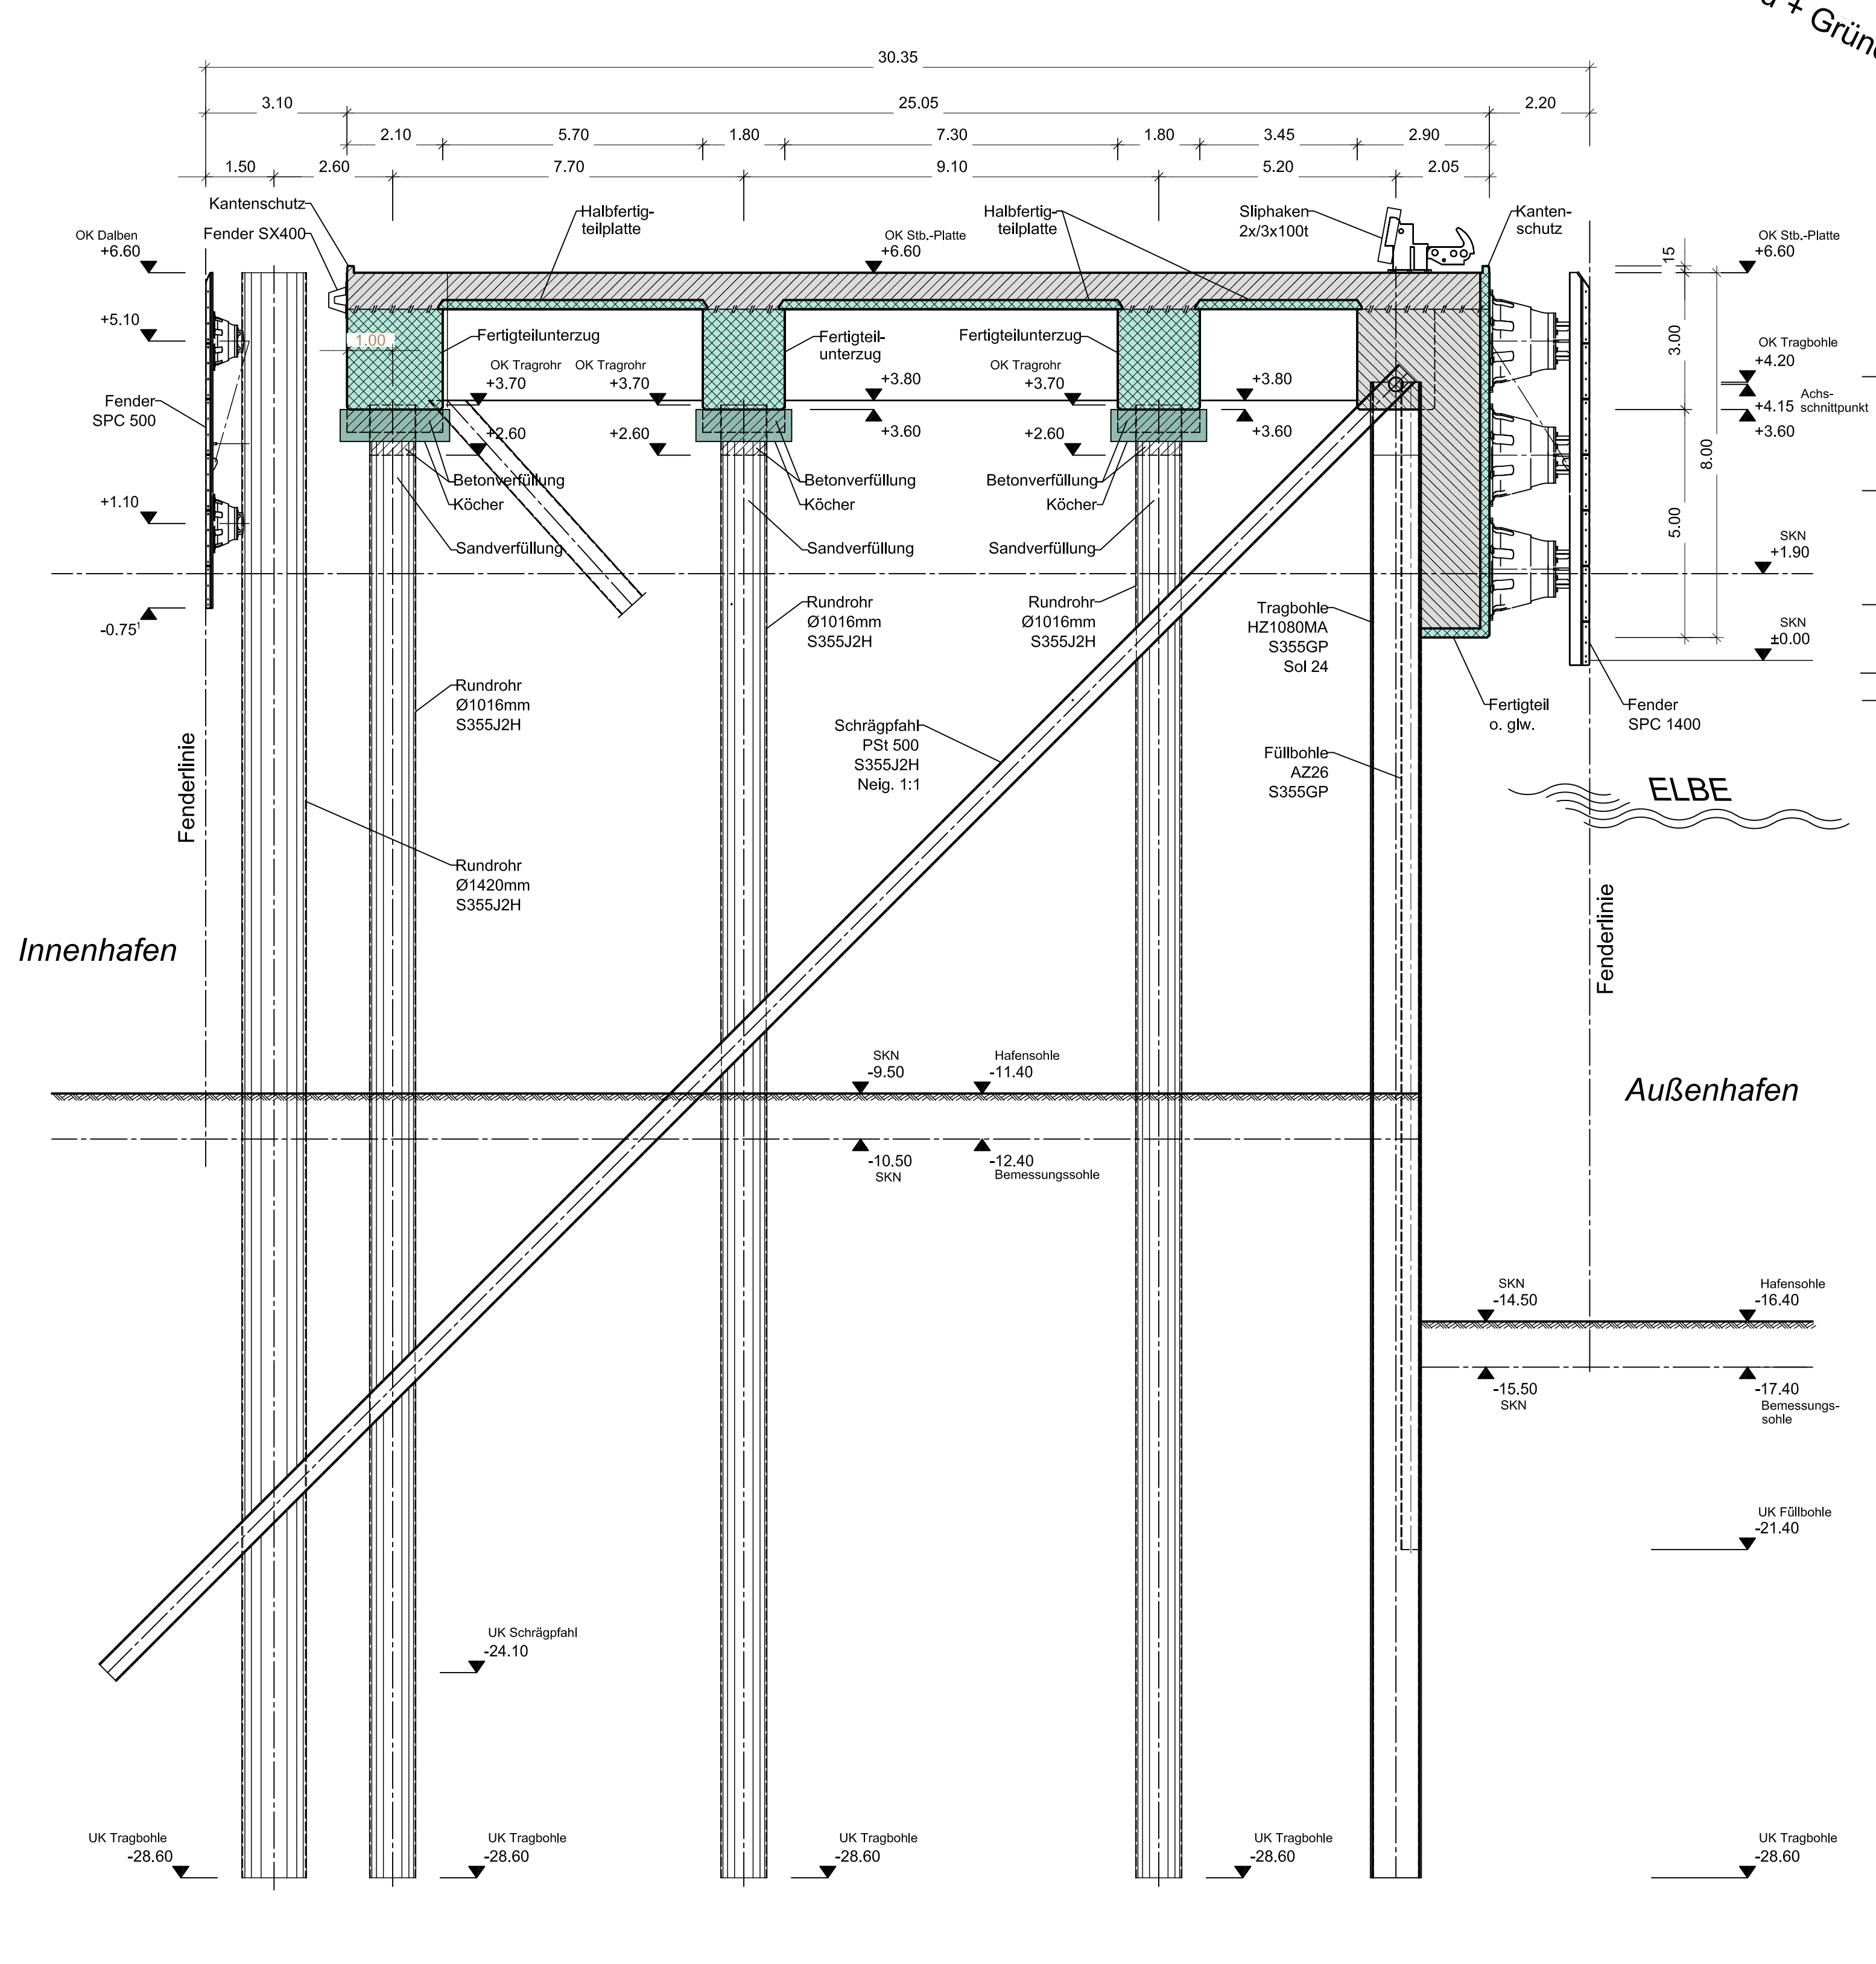 + Gründ
30.35
3.10
25.05
2.20
2.10
5.70
1.80
7.30
1.80
3.45
2.90
1.50
2.60
7.70
9.10
5.20
2.05
Kantenschutz
Fender SX400
Halbfertig-
teilplatte
OK Stb.-Platte
+6.60
Halbfertig-
teilplatte
Sliphaken
2x/3x100t
Kanten-
schutz
OK Dalben
+6.60
OK Stb.-Platte
+6.60
15
+5.10
1.00
Fertigteilunterzug
Fertigteil-
unterzug
Fertigteilunterzug
3.00
OK Tragbohle
+4.20
OK Tragrohr
+3.70
OK Tragrohr
+3.70
+3.80
OK Tragrohr
+3.70
+3.80
Achs-
schnittpunkt
+4.15
Fender
SPC 500
+2.60
+2.60
+3.60
+2.60
+3.60
+3.60
8.00
Betonverfüllung
Köcher
Betonverfüllung
Köcher
Betonverfüllung
Köcher
+1.10
Sandverfüllung
Sandverfüllung
Sandverfüllung
5.00
SKN
+1.90
-0.75¹
Rundrohr
Ø1016mm
S355J2H
Rundrohr
Ø1016mm
S355J2H
Tragbohle
HZ1080MA
S355GP
Sol 24
SKN
±0.00
Rundrohr
Ø1016mm
S355J2H
Fertigteil
o. glw.
Fender
SPC 1400
Schrägpfahl
PSt 500
S355J2H
Neig. 1:1
Füllbohle
AZ26
S355GP
Fenderlinie
ELBE
Rundrohr
Ø1420mm
S355J2H
Innenhafen
Fenderlinie
SKN
-9.50
Hafensohle
-11.40
Außenhafen
-10.50
SKN
-12.40
Bemessungssohle
SKN
-14.50
Hafensohle
-16.40
-15.50
SKN
-17.40
Bemessungs-
sohle
UK Füllbohle
-21.40
UK Schrägpfahl
-24.10
UK Tragbohle
-28.60
UK Tragbohle
-28.60
UK Tragbohle
-28.60
UK Tragbohle
-28.60
UK Tragbohle
-28.60